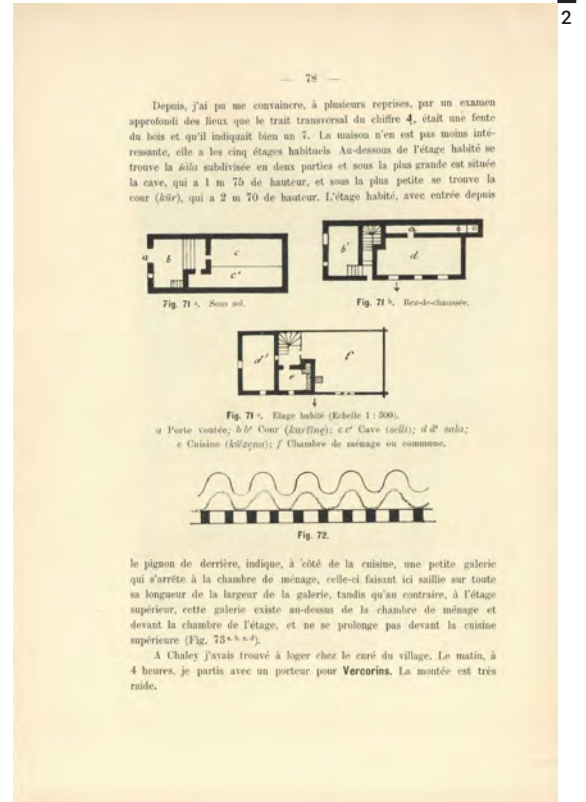 2
— 78 —
Depuis, j'ai pu me convaincre, à plusieurs reprises, par un examen
approfondi des lieux que le trait transversal du chiffre 4, était une fente
du bois et qu'il indiquait bien un 7. La maison n'en est pas moins inté-
ressante, elle a les cinq étages habituels Au-dessous de l'étage habité se
trouve la sàla subdivisée en deux parties et sous la plus grande est située
la cave, qui a 1 m 75 de hauteur, et sous la plus petite se trouve la
cour (kŭr), qui a 2 m 70 de hauteur. L'étage habité, avec entrée depuis
a b c c'
b' a d
Fig. 71 a. Sous sol.
Fig. 71 b. Rez-de-chaussée.
d' e f
Fig. 71 c. Etage habité (Echelle 1 : 300).
a Porte voutée; b b' Cour (kurtīnę); c c' Cave (selli); d d' sala;
e Cuisine (); f Chambre de ménage ou commune.
Fig. 72.
le pignon de derrière, indique, à côté de la cuisine, une petite galerie
qui s'arrête à la chambre de ménage, celle-ci faisant ici saillie sur toute
sa longueur de la largeur de la galerie, tandis qu'au contraire, à l'étage
supérieur, cette galerie existe au-dessus de la chambre de ménage et
devant la chambre de l'étage, et ne se prolonge pas devant la cuisine
supérieure (Fig. 73 a. b. c. d).
A Chaley j'avais trouvé à loger chez le curé du village. Le matin, à
4 heures, je partis avec un porteur pour Vercorins. La montée est très
raide.